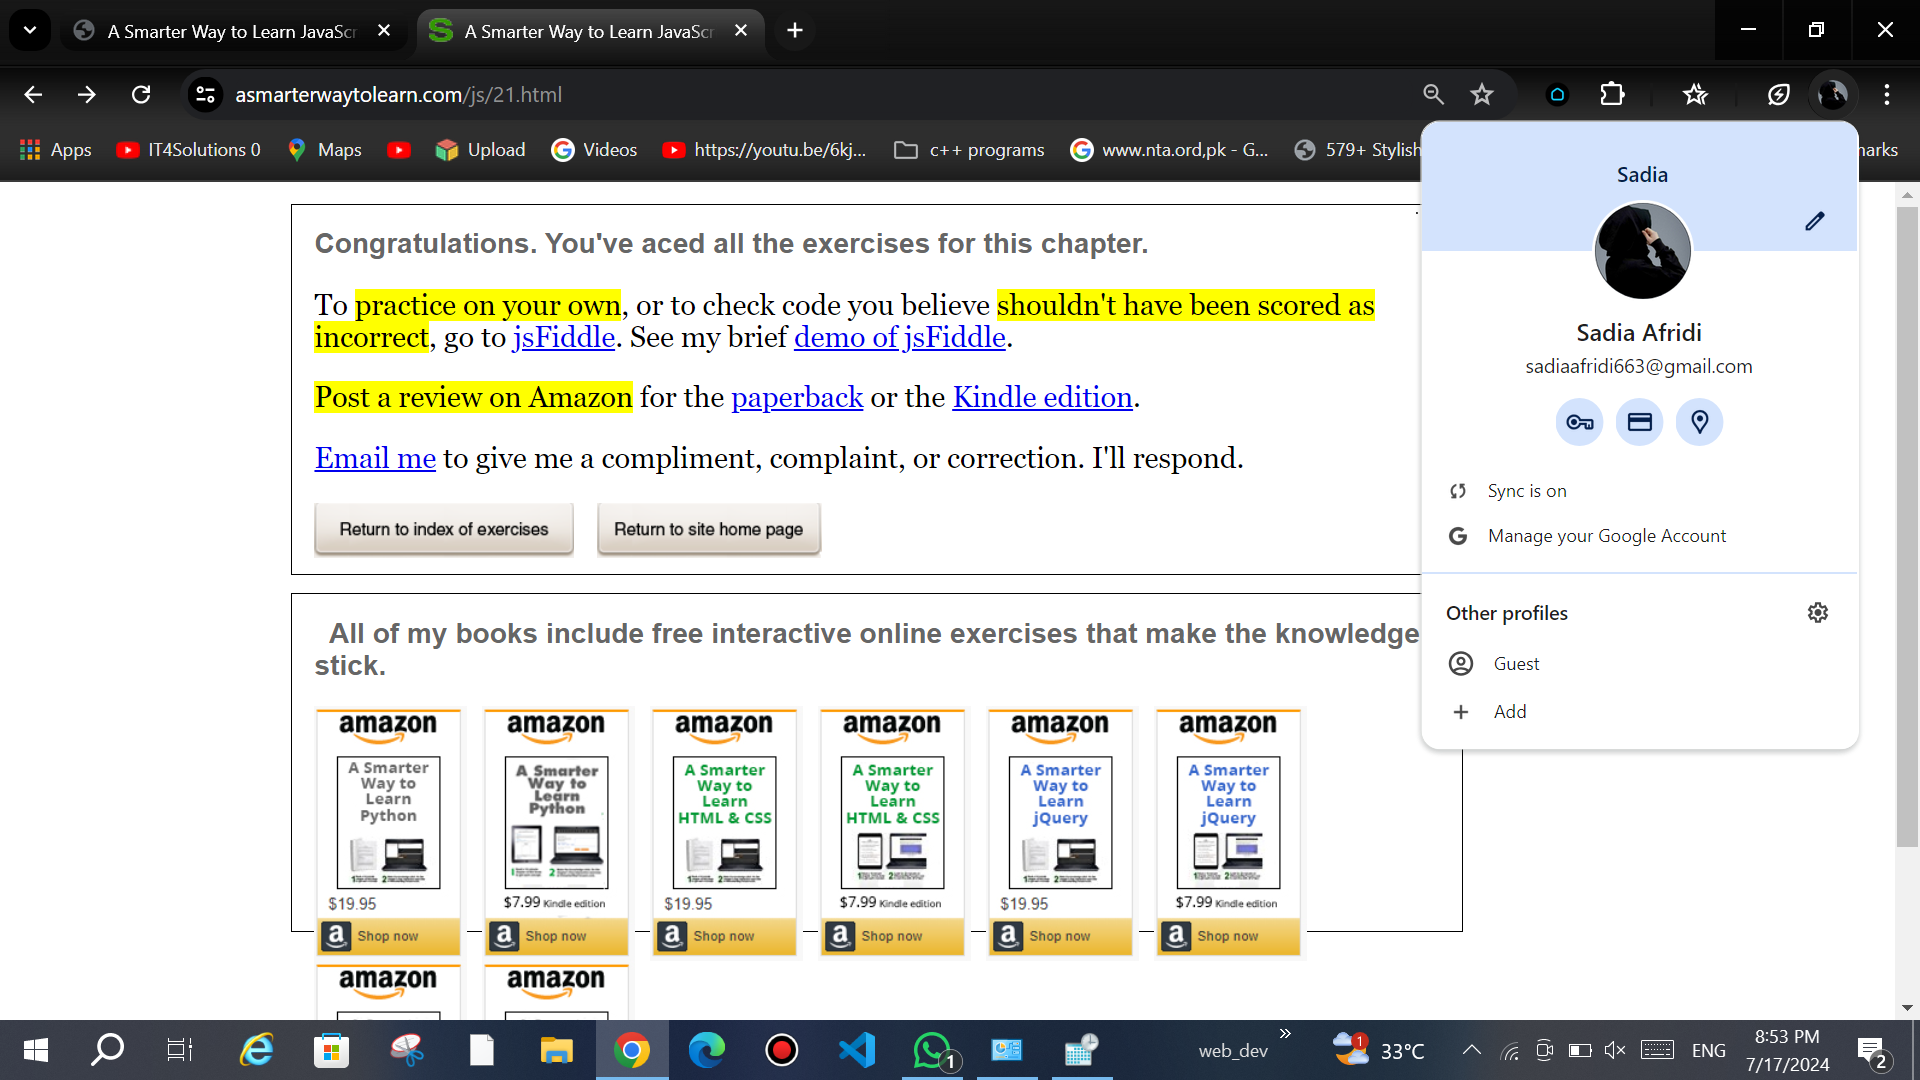 A Smarter Way to Learn JavaScr
A Smarter Way to Learn JavaScr
asmarterwaytolearn.com/js/21.html
Apps
IT4Solutions 0
Maps
Upload
Videos
https://youtu.be/6kj...
c++ programs
www.nta.ord,pk - G...
579+ Stylish
narks
Congratulations. You've aced all the exercises for this chapter.
To practice on your own, or to check code you believe shouldn't have been scored as
incorrect, go to jsFiddle. See my brief demo of jsFiddle.
Post a review on Amazon for the paperback or the Kindle edition.
Email me to give me a compliment, complaint, or correction. I'll respond.
Return to index of exercises
Return to site home page
Sadia
Sadia Afridi
sadiaafridi663@gmail.com
Sync is on
Manage your Google Account
Other profiles
Guest
Add
All of my books include free interactive online exercises that make the knowledge
stick.
amazon
A Smarter
Way to
Learn
Python
$19.95
a Shop now
amazon
A Smarter
Way to
Learn
Python
$7.99 Kindle edition
a Shop now
amazon
A Smarter
Way to
Learn
HTML & CSS
$19.95
a Shop now
amazon
A Smarter
Way to
Learn
HTML & CSS
$7.99 Kindle edition
a Shop now
amazon
A Smarter
Way to
Learn
jQuery
$19.95
a Shop now
amazon
A Smarter
Way to
Learn
jQuery
$7.99 Kindle edition
a Shop now
amazon
amazon
1
web_dev
1
33°C
ENG
8:53 PM
7/17/2024
2